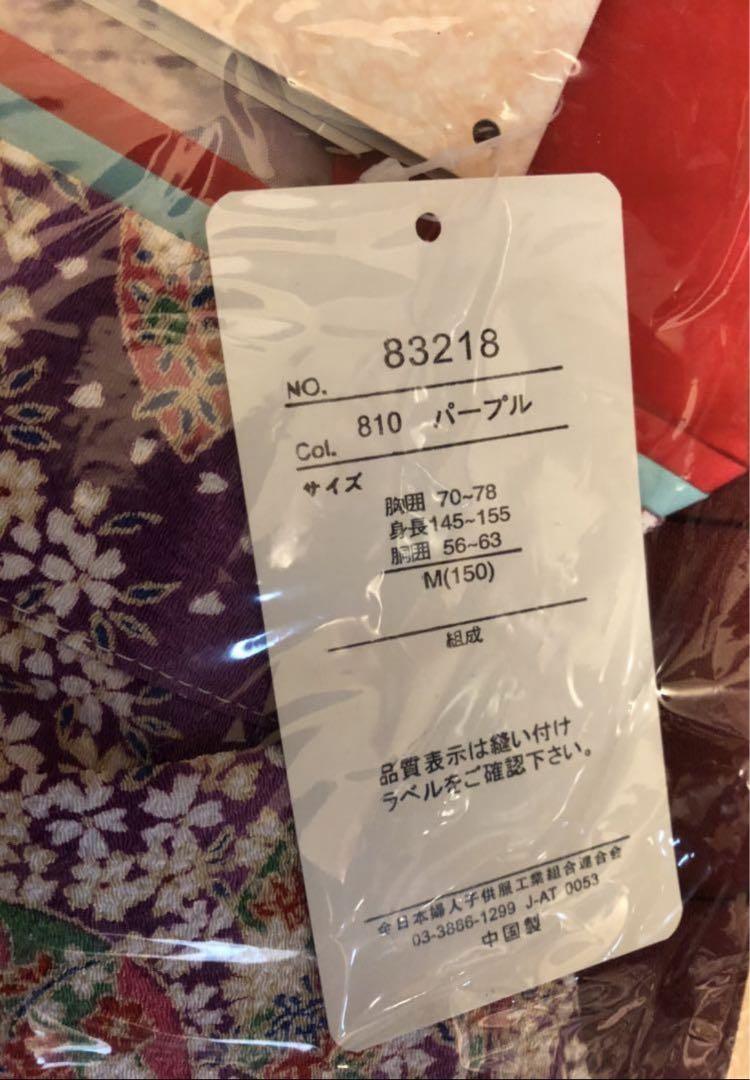 NO. 83218
Col. 810 パープル
サイズ
胸囲 70~78
身長145~155
胴囲 56~63
M(150)
組成
品質表示は縫い付け
ラベルをご確認下さい。
全日本婦人子供服工業組合連合会
03-3886-1299 J-AT 0053
中国製